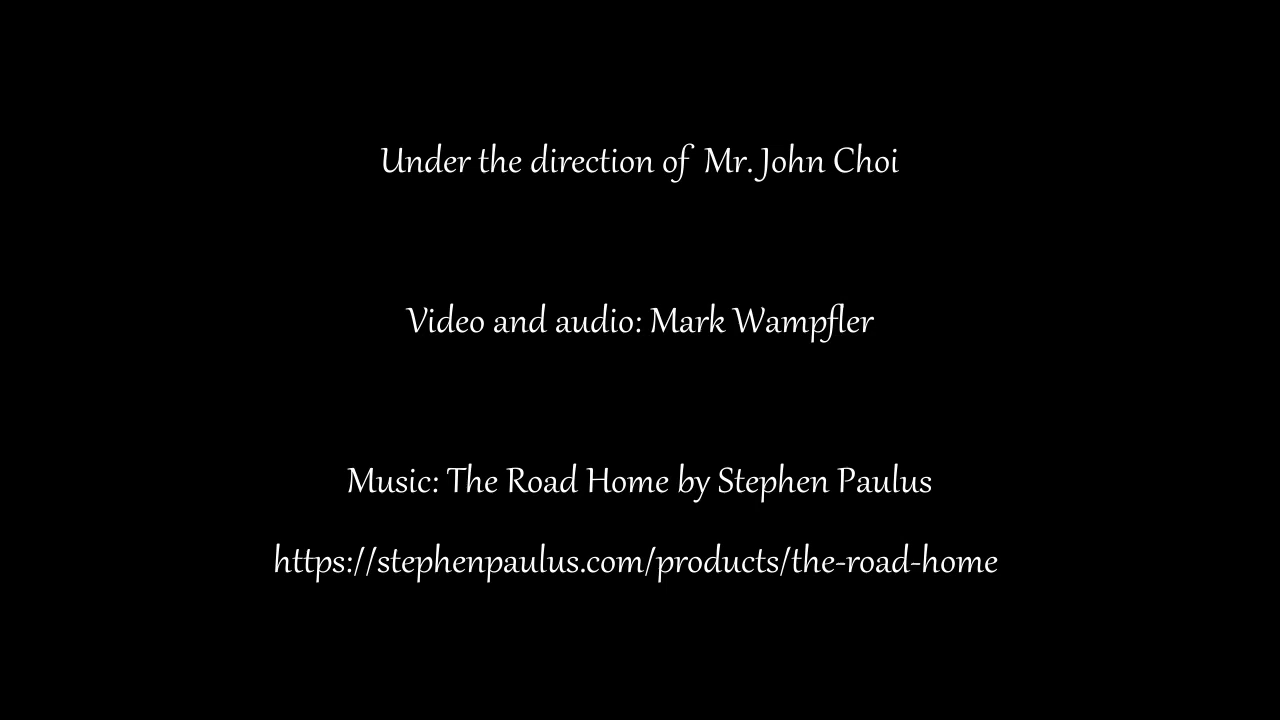 Under the direction of Mr. John Choi
Video and audio: Mark Wampfler
Music: The Road Home by Stephen Paulus
https://stephenpaulus.com/products/the-road-home